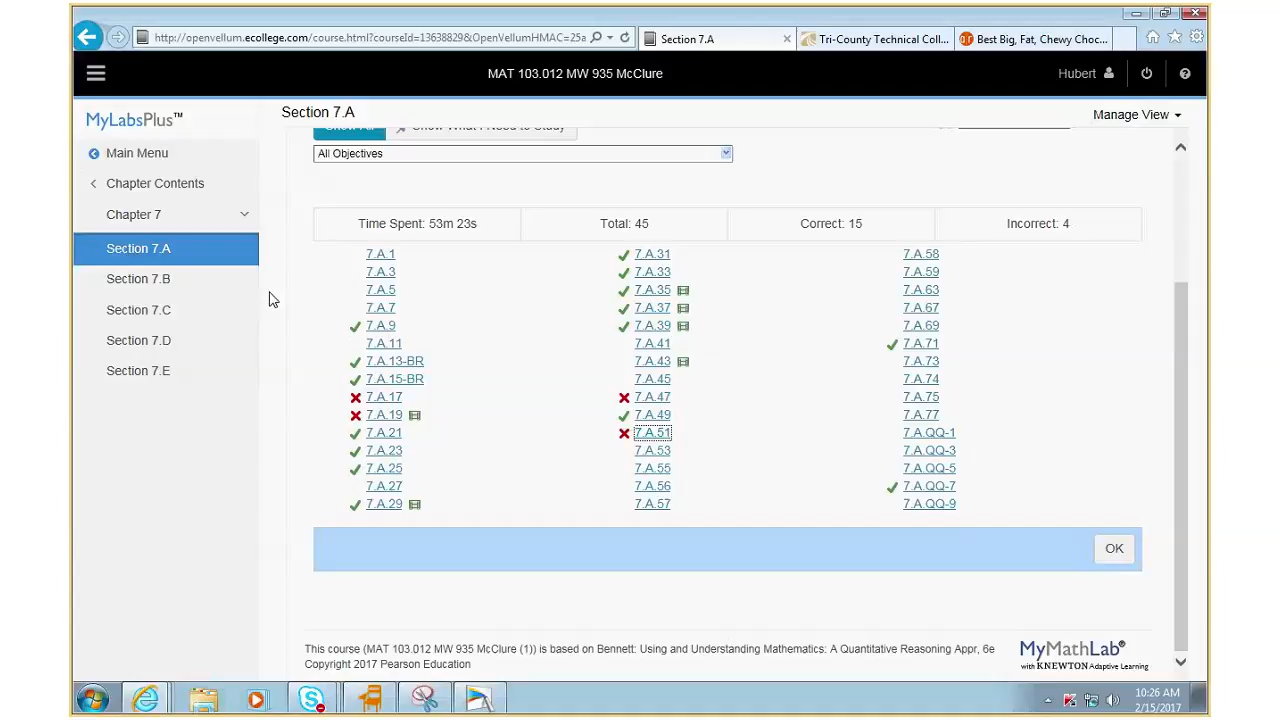 http://openvellum.ecollege.com/course.html?courseId=13638829&OpenVellumHMAC=25a
Section 7.A
Tri-County Technical Coll...
Best Big, Fat, Chewy Choc...
MAT 103.012 MW 935 McClure
Hubert
MyLabsPlus™
Section 7.A
Manage View
Main Menu
Chapter Contents
Chapter 7
Section 7.A
Section 7.B
Section 7.C
Section 7.D
Section 7.E
Show All
Show What I Need to Study
All Objectives
Time Spent: 53m 23s
Total: 45
Correct: 15
Incorrect: 4
7.A.1
7.A.3
7.A.5
7.A.7
7.A.9
7.A.11
7.A.13-BR
7.A.15-BR
7.A.17
7.A.19
7.A.21
7.A.23
7.A.25
7.A.27
7.A.29
7.A.31
7.A.33
7.A.35
7.A.37
7.A.39
7.A.41
7.A.43
7.A.45
7.A.47
7.A.49
7.A.51
7.A.53
7.A.55
7.A.56
7.A.57
7.A.58
7.A.59
7.A.63
7.A.67
7.A.69
7.A.71
7.A.73
7.A.74
7.A.75
7.A.77
7.A.QQ-1
7.A.QQ-3
7.A.QQ-5
7.A.QQ-7
7.A.QQ-9
OK
This course (MAT 103.012 MW 935 McClure (1)) is based on Bennett: Using and Understanding Mathematics: A Quantitative Reasoning Appr, 6e
Copyright 2017 Pearson Education
MyMathLab®
with KNEWTON Adaptive Learning
10:26 AM
2/15/2017